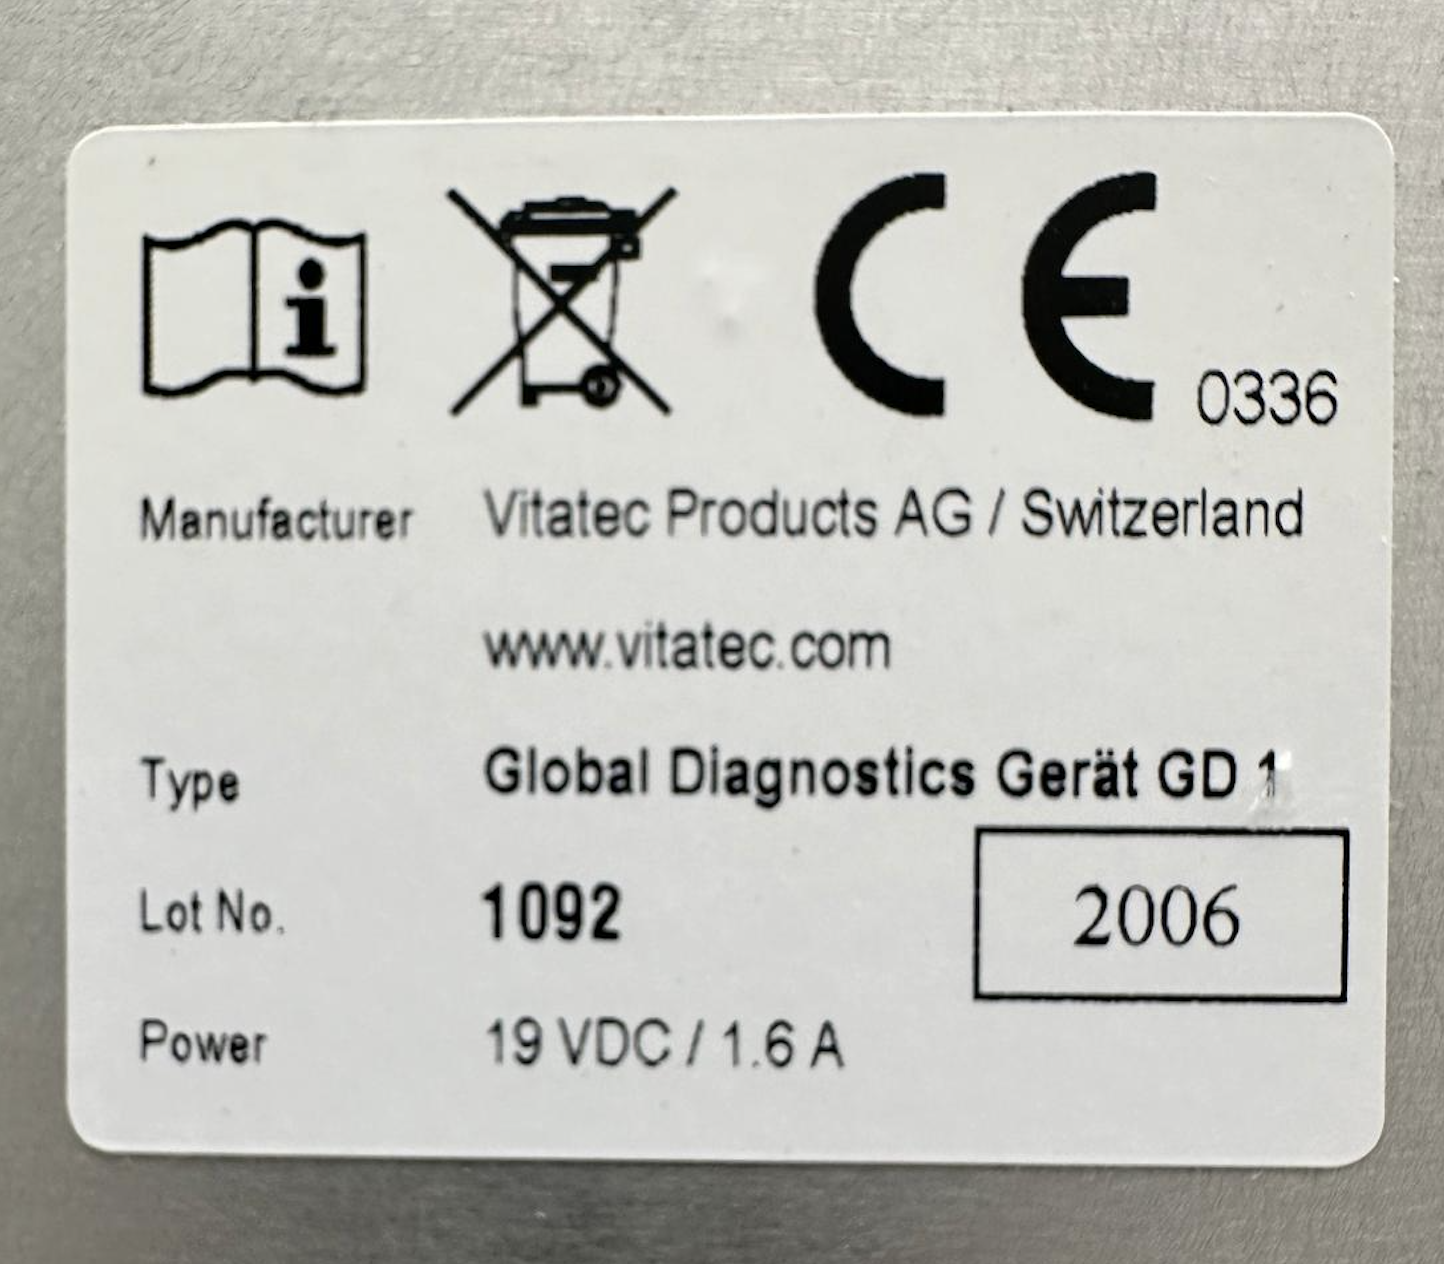 CE 0336
Manufacturer Vitatec Products AG / Switzerland
www.vitatec.com
Type Global Diagnostics Gerät GD 1
Lot No. 1092
2006
Power 19 VDC / 1.6 A